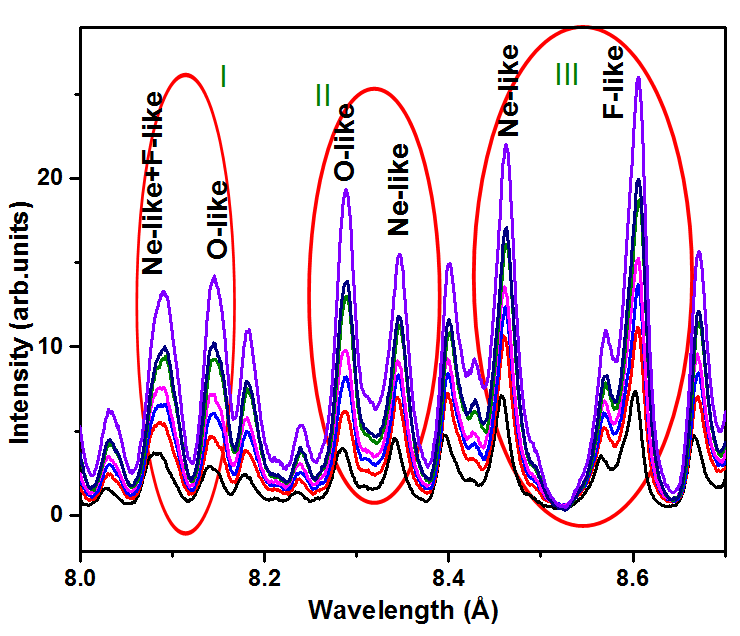 I
II
III
Ne-like+F-like
O-like
O-like
Ne-like
Ne-like
F-like
Intensity (arb.units)
20
10
0
8.0
8.2
8.4
8.6
Wavelength (Å)